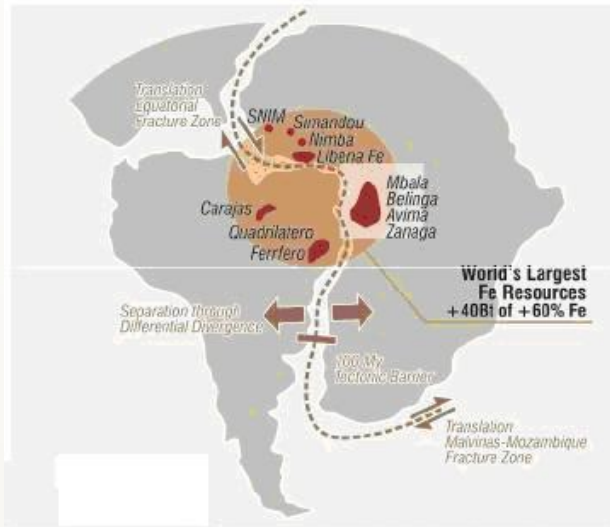 Translation
Equatorial
Fracture Zone
SNIM
Simandou
Nimba
Liberia Fe
Carajas
Quadrilatero
Ferrfero
Mbala
Belinga
Avima
Zanaga
World's Largest
Fe Resources
+40Bt of +60% Fe
Separation through
Differential Divergence
My
Tectonic Barrier
Translation
Malvinas-Mozambique
Fracture Zone